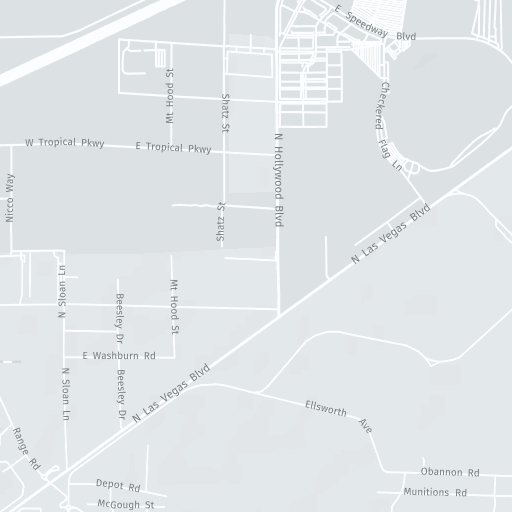 E Speedway Blvd
Mt Hood St
Shatz St
Checkered Flag Ln
W Tropical Pkwy
E Tropical Pkwy
N Hollywood Blvd
Nicco Way
Shatz St
N Las Vegas Blvd
N Sloan Ln
Mt Hood St
Beesley Dr
E Washburn Rd
N Sloan Ln
Beesley Dr
N Las Vegas Blvd
Ellsworth Ave
Range Rd
Obannon Rd
Depot Rd
Munitions Rd
McGough St